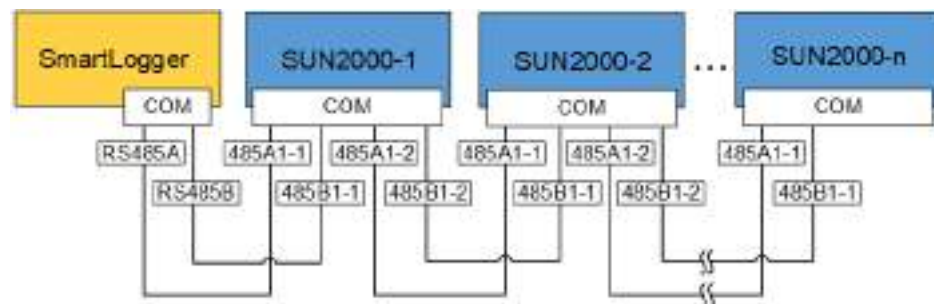 SmartLogger
SUN2000-1
SUN2000-2
...
SUN2000-n
COM
COM
COM
COM
RS485A
485A1-1
485A1-2
485A1-1
485A1-2
485A1-1
RS485B
485B1-1
485B1-2
485B1-1
485B1-2
485B1-1